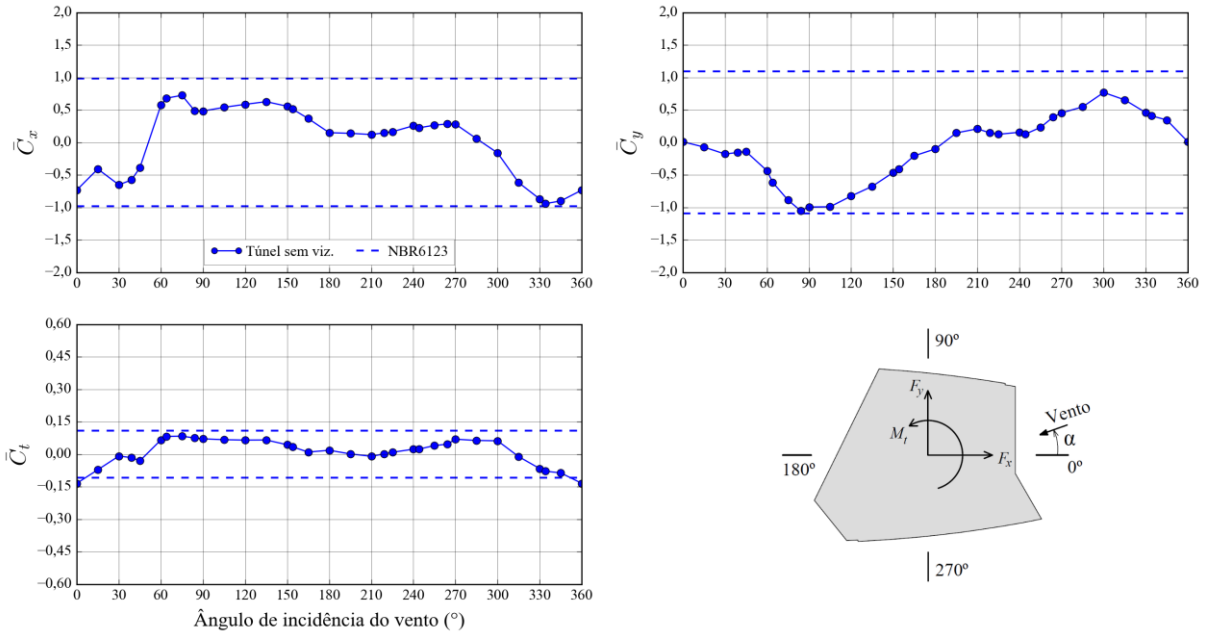 2,0
1,5
1,0
0,5
0,0
−0,5
−1,0
−1,5
−2,0
C̄x
0 30 60 90 120 150 180 210 240 270 300 330 360
Túnel sem viz. NBR6123
2,0
1,5
1,0
0,5
0,0
−0,5
−1,0
−1,5
−2,0
C̄y
0 30 60 90 120 150 180 210 240 270 300 330 360
0,60
0,45
0,30
0,15
0,00
−0,15
−0,30
−0,45
−0,60
C̄t
0 30 60 90 120 150 180 210 240 270 300 330 360
Ângulo de incidência do vento (°)
90º
Fy
Vento
Mt
α
180º
Fx
0º
270º